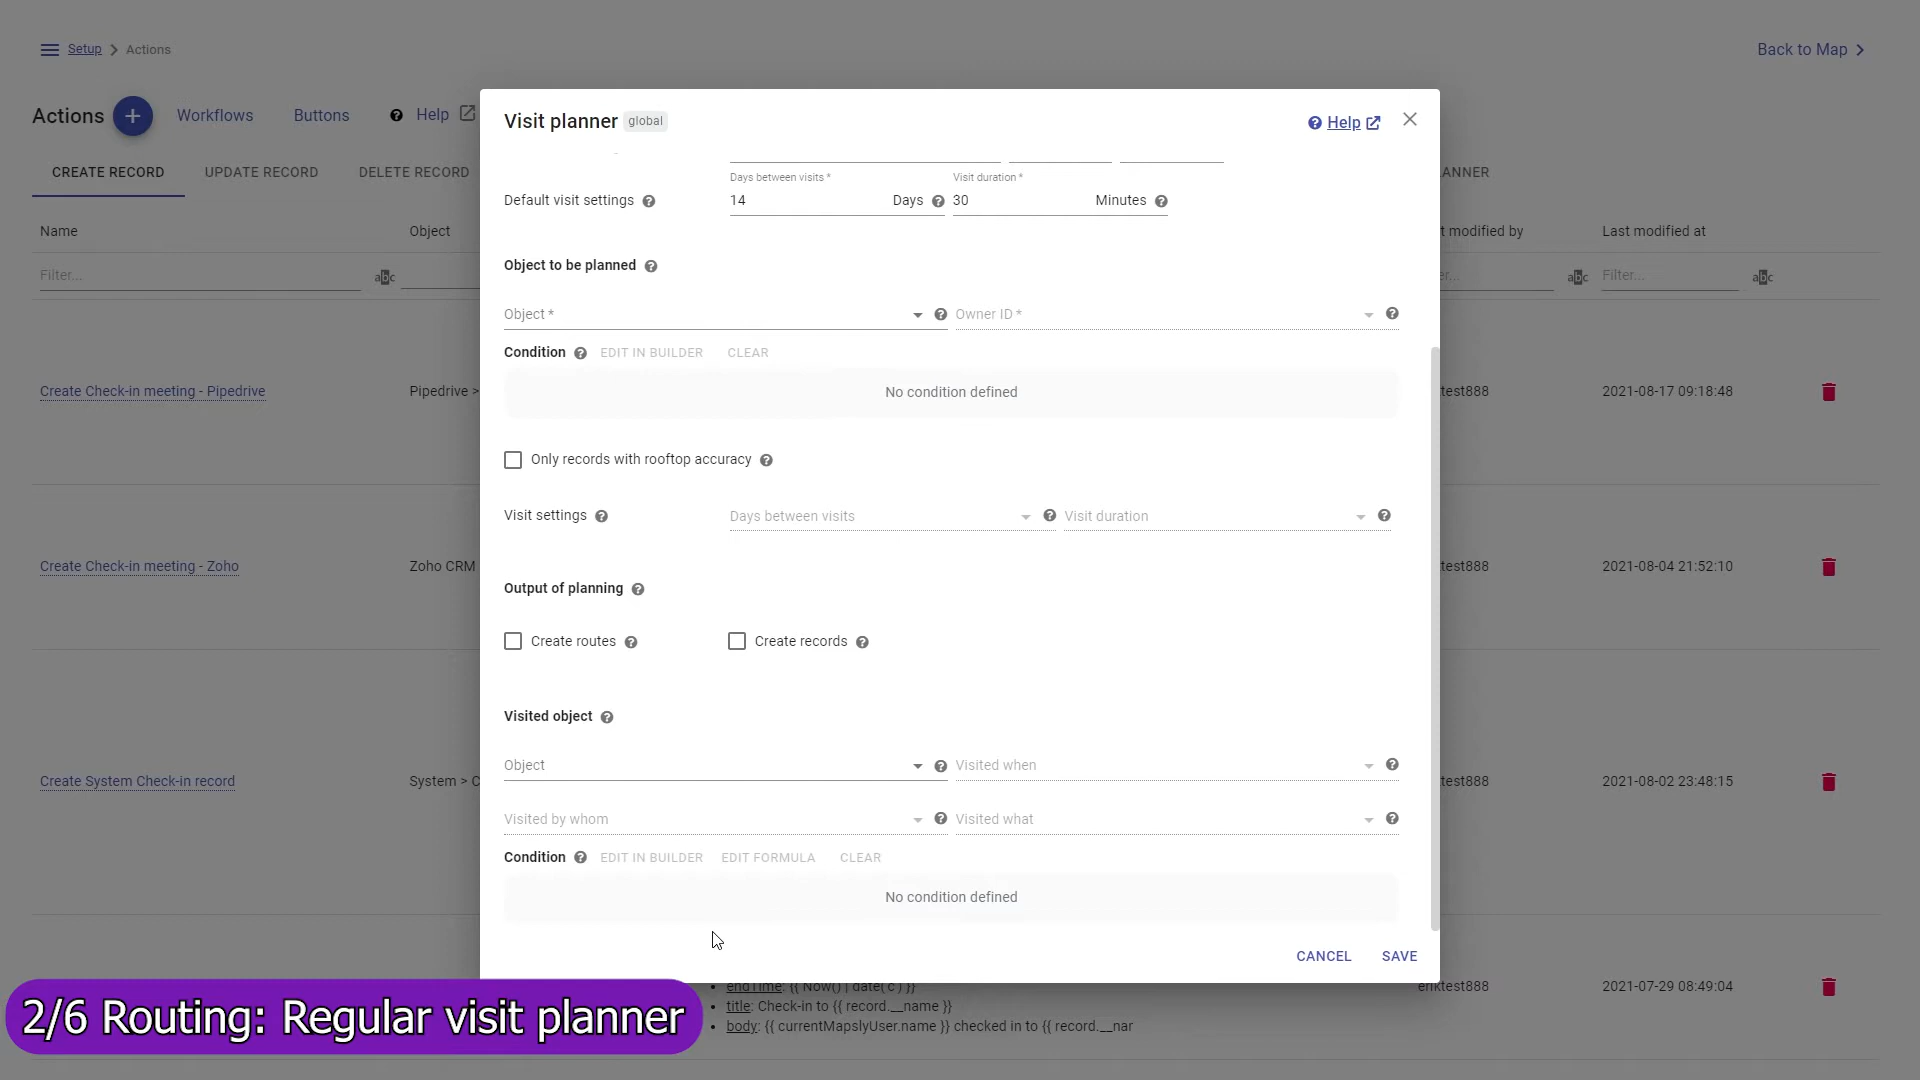 Setup > Actions
Back to Map >
Actions + Workflows Buttons Help
CREATE RECORD UPDATE RECORD DELETE RECORD
ANNER
Name Object
t modified by Last modified at
Filter... abc
er... abc Filter... abc
Create Check-in meeting - Pipedrive Pipedrive >
test888 2021-08-17 09:18:48
Create Check-in meeting - Zoho Zoho CRM
test888 2021-08-04 21:52:10
Create System Check-in record System > C
test888 2021-08-02 23:48:15
Visit planner global
Help
Days between visits * Visit duration *
Default visit settings 14 Days 30 Minutes
Object to be planned
Object * Owner ID *
Condition EDIT IN BUILDER CLEAR
No condition defined
Only records with rooftop accuracy
Visit settings Days between visits Visit duration
Output of planning
Create routes Create records
Visited object
Object Visited when
Visited by whom Visited what
Condition EDIT IN BUILDER EDIT FORMULA CLEAR
No condition defined
CANCEL SAVE
endTime: {{ Now() | date('c') }}
title: Check-in to {{ record.__name }}
body: {{ currentMapslyUser.name }} checked in to {{ record.__nar
eriktest888 2021-07-29 08:49:04
2/6 Routing: Regular visit planner